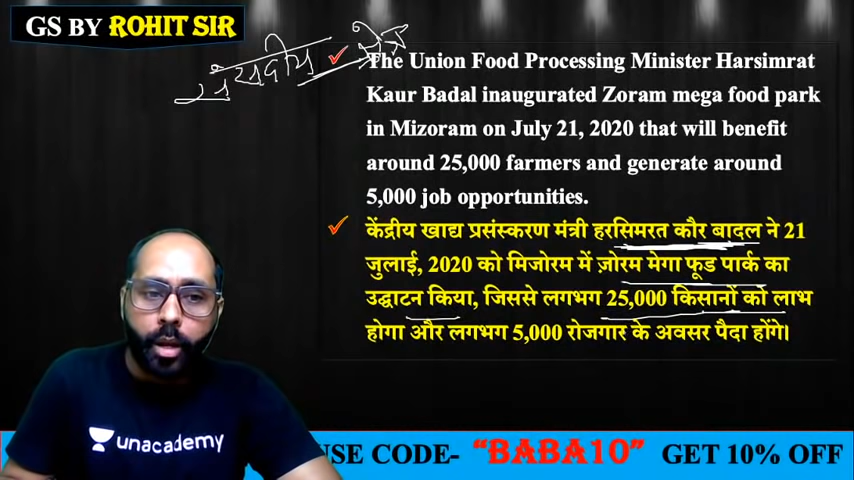 GS BY ROHIT SIR
संसदीय क्षेत्र
The Union Food Processing Minister Harsimrat
Kaur Badal inaugurated Zoram mega food park
in Mizoram on July 21, 2020 that will benefit
around 25,000 farmers and generate around
5,000 job opportunities.
केंद्रीय खाद्य प्रसंस्करण मंत्री हरसिमरत कौर बादल ने 21
जुलाई, 2020 को मिजोरम में ज़ोरम मेगा फूड पार्क का
उद्घाटन किया, जिससे लगभग 25,000 किसानों को लाभ
होगा और लगभग 5,000 रोजगार के अवसर पैदा होंगे।
unacademy
USE CODE- “BABA10” GET 10% OFF